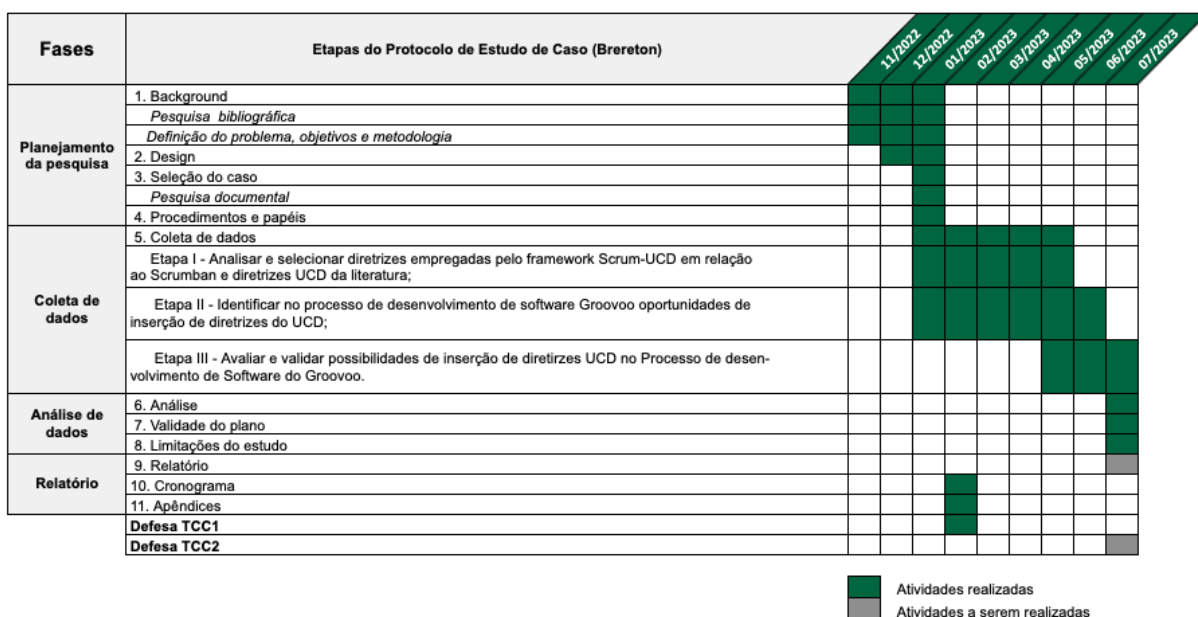 Fases
Etapas do Protocolo de Estudo de Caso (Brereton)
11/2022
12/2022
01/2023
02/2023
03/2023
04/2023
05/2023
06/2023
07/2023
Planejamento
da pesquisa
1. Background
Pesquisa bibliográfica
Definição do problema, objetivos e metodologia
2. Design
3. Seleção do caso
Pesquisa documental
4. Procedimentos e papéis
Coleta de
dados
5. Coleta de dados
Etapa I - Analisar e selecionar diretrizes empregadas pelo framework Scrum-UCD em relação
ao Scrumban e diretrizes UCD da literatura;
Etapa II - Identificar no processo de desenvolvimento de software Groovoo oportunidades de
inserção de diretrizes do UCD;
Etapa III - Avaliar e validar possibilidades de inserção de diretirzes UCD no Processo de desen-
volvimento de Software do Groovoo.
Análise de
dados
6. Análise
7. Validade do plano
8. Limitações do estudo
Relatório
9. Relatório
10. Cronograma
11. Apêndices
Defesa TCC1
Defesa TCC2
Atividades realizadas
Atividades a serem realizadas